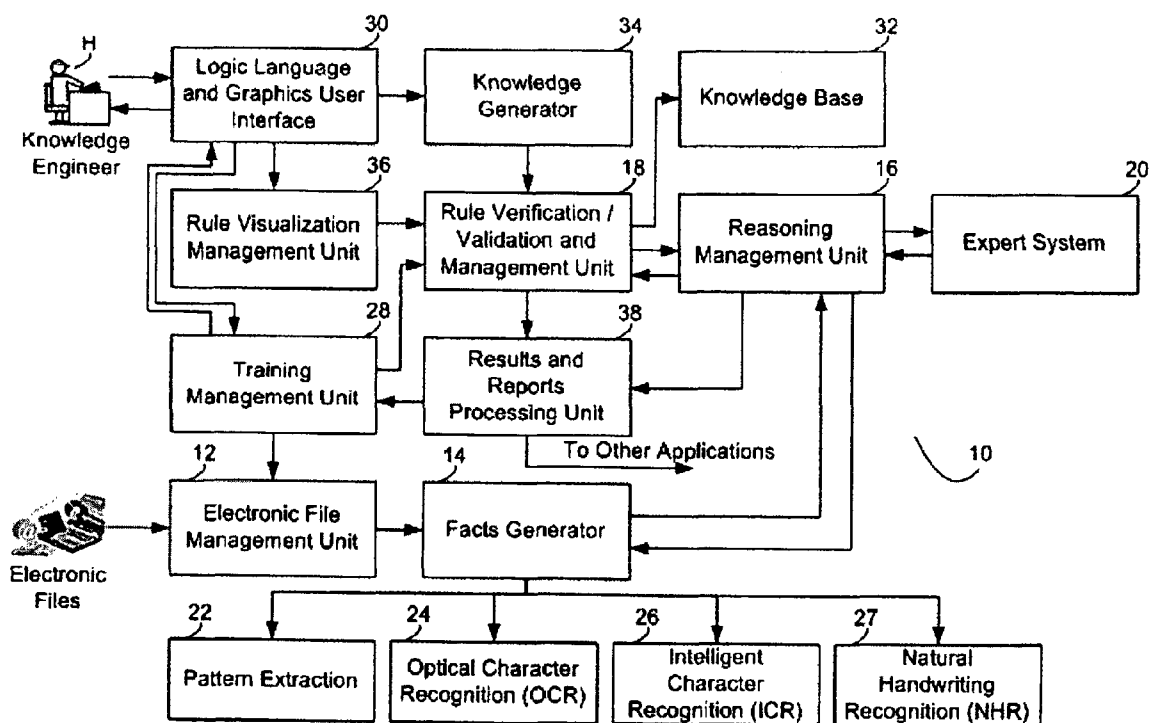 30
34
32
H
Logic Language
and Graphics User
Interface
Knowledge
Generator
Knowledge Base
Knowledge
Engineer
36
18
16
20
Rule Visualization
Management Unit
Rule Verification /
Validation and
Management Unit
Reasoning
Management Unit
Expert System
28
38
Training
Management Unit
Results and
Reports
Processing Unit
To Other Applications
10
12
14
Electronic File
Management Unit
Facts Generator
Electronic
Files
22
24
26
27
Pattern Extraction
Optical Character
Recognition (OCR)
Intelligent
Character
Recognition (ICR)
Natural
Handwriting
Recognition (NHR)